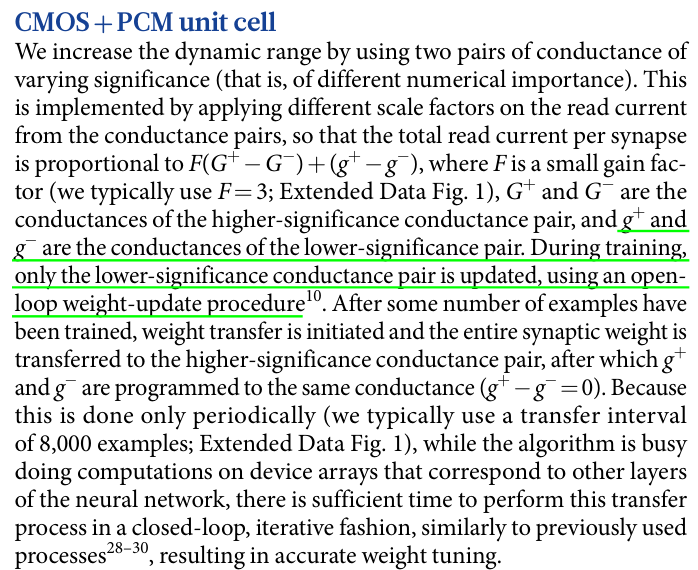 CMOS + PCM unit cell
We increase the dynamic range by using two pairs of conductance of
varying significance (that is, of different numerical importance). This
is implemented by applying different scale factors on the read current
from the conductance pairs, so that the total read current per synapse
is proportional to F(G⁺ − G⁻) + (g⁺ − g⁻), where F is a small gain fac-
tor (we typically use F = 3; Extended Data Fig. 1), G⁺ and G⁻ are the
conductances of the higher-significance conductance pair, and g⁺ and
g⁻ are the conductances of the lower-significance pair. During training,
only the lower-significance conductance pair is updated, using an open-
loop weight-update procedure¹⁰. After some number of examples have
been trained, weight transfer is initiated and the entire synaptic weight is
transferred to the higher-significance conductance pair, after which g⁺
and g⁻ are programmed to the same conductance (g⁺ − g⁻ = 0). Because
this is done only periodically (we typically use a transfer interval
of 8,000 examples; Extended Data Fig. 1), while the algorithm is busy
doing computations on device arrays that correspond to other layers
of the neural network, there is sufficient time to perform this transfer
process in a closed-loop, iterative fashion, similarly to previously used
processes²⁸⁻³⁰, resulting in accurate weight tuning.